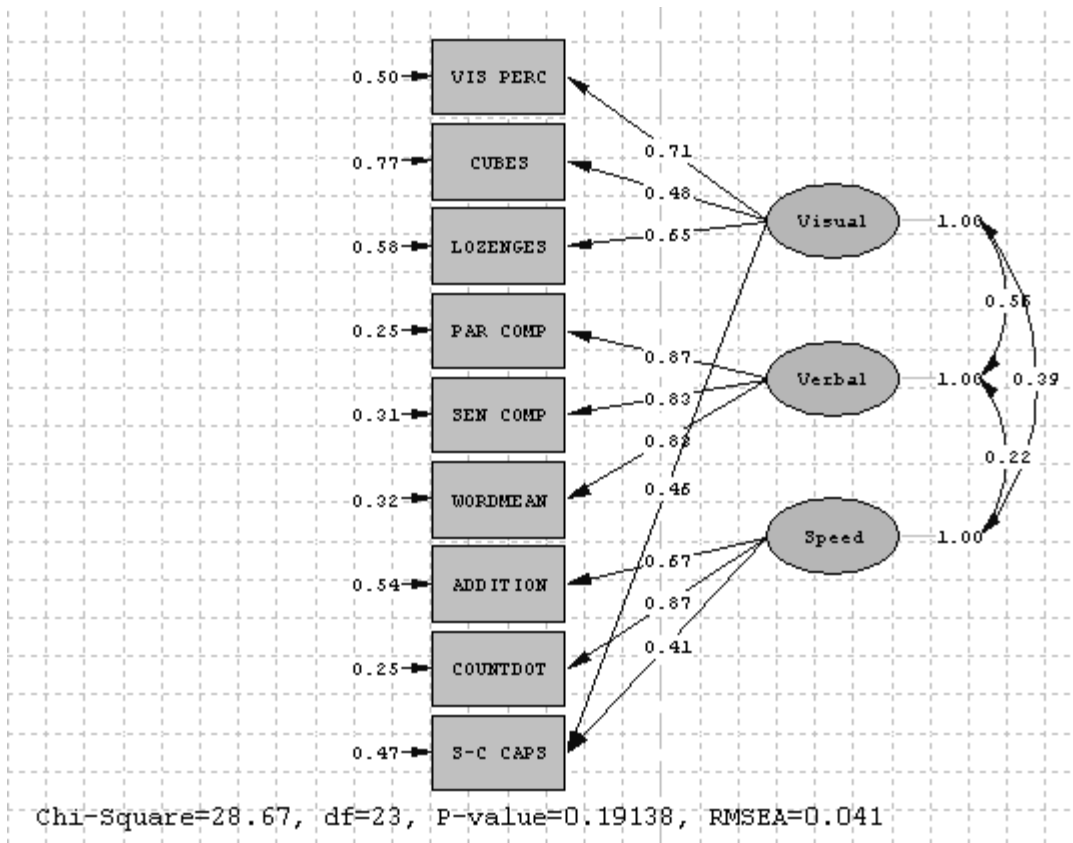 0.50 VIS PERC
0.71
0.77 CUBES
0.48
Visual 1.00
0.65
0.58 LOZENGES
0.25 PAR COMP
0.87
Verbal 1.00 0.39
0.83
0.31 SEN COMP
0.22
0.46
0.32 WORDMEAN
Speed 1.00
0.67
0.54 ADDITION
0.87
0.41
0.25 COUNTDOT
0.47 S-C CAPS
Chi-Square=28.67, df=23, P-value=0.19138, RMSEA=0.041